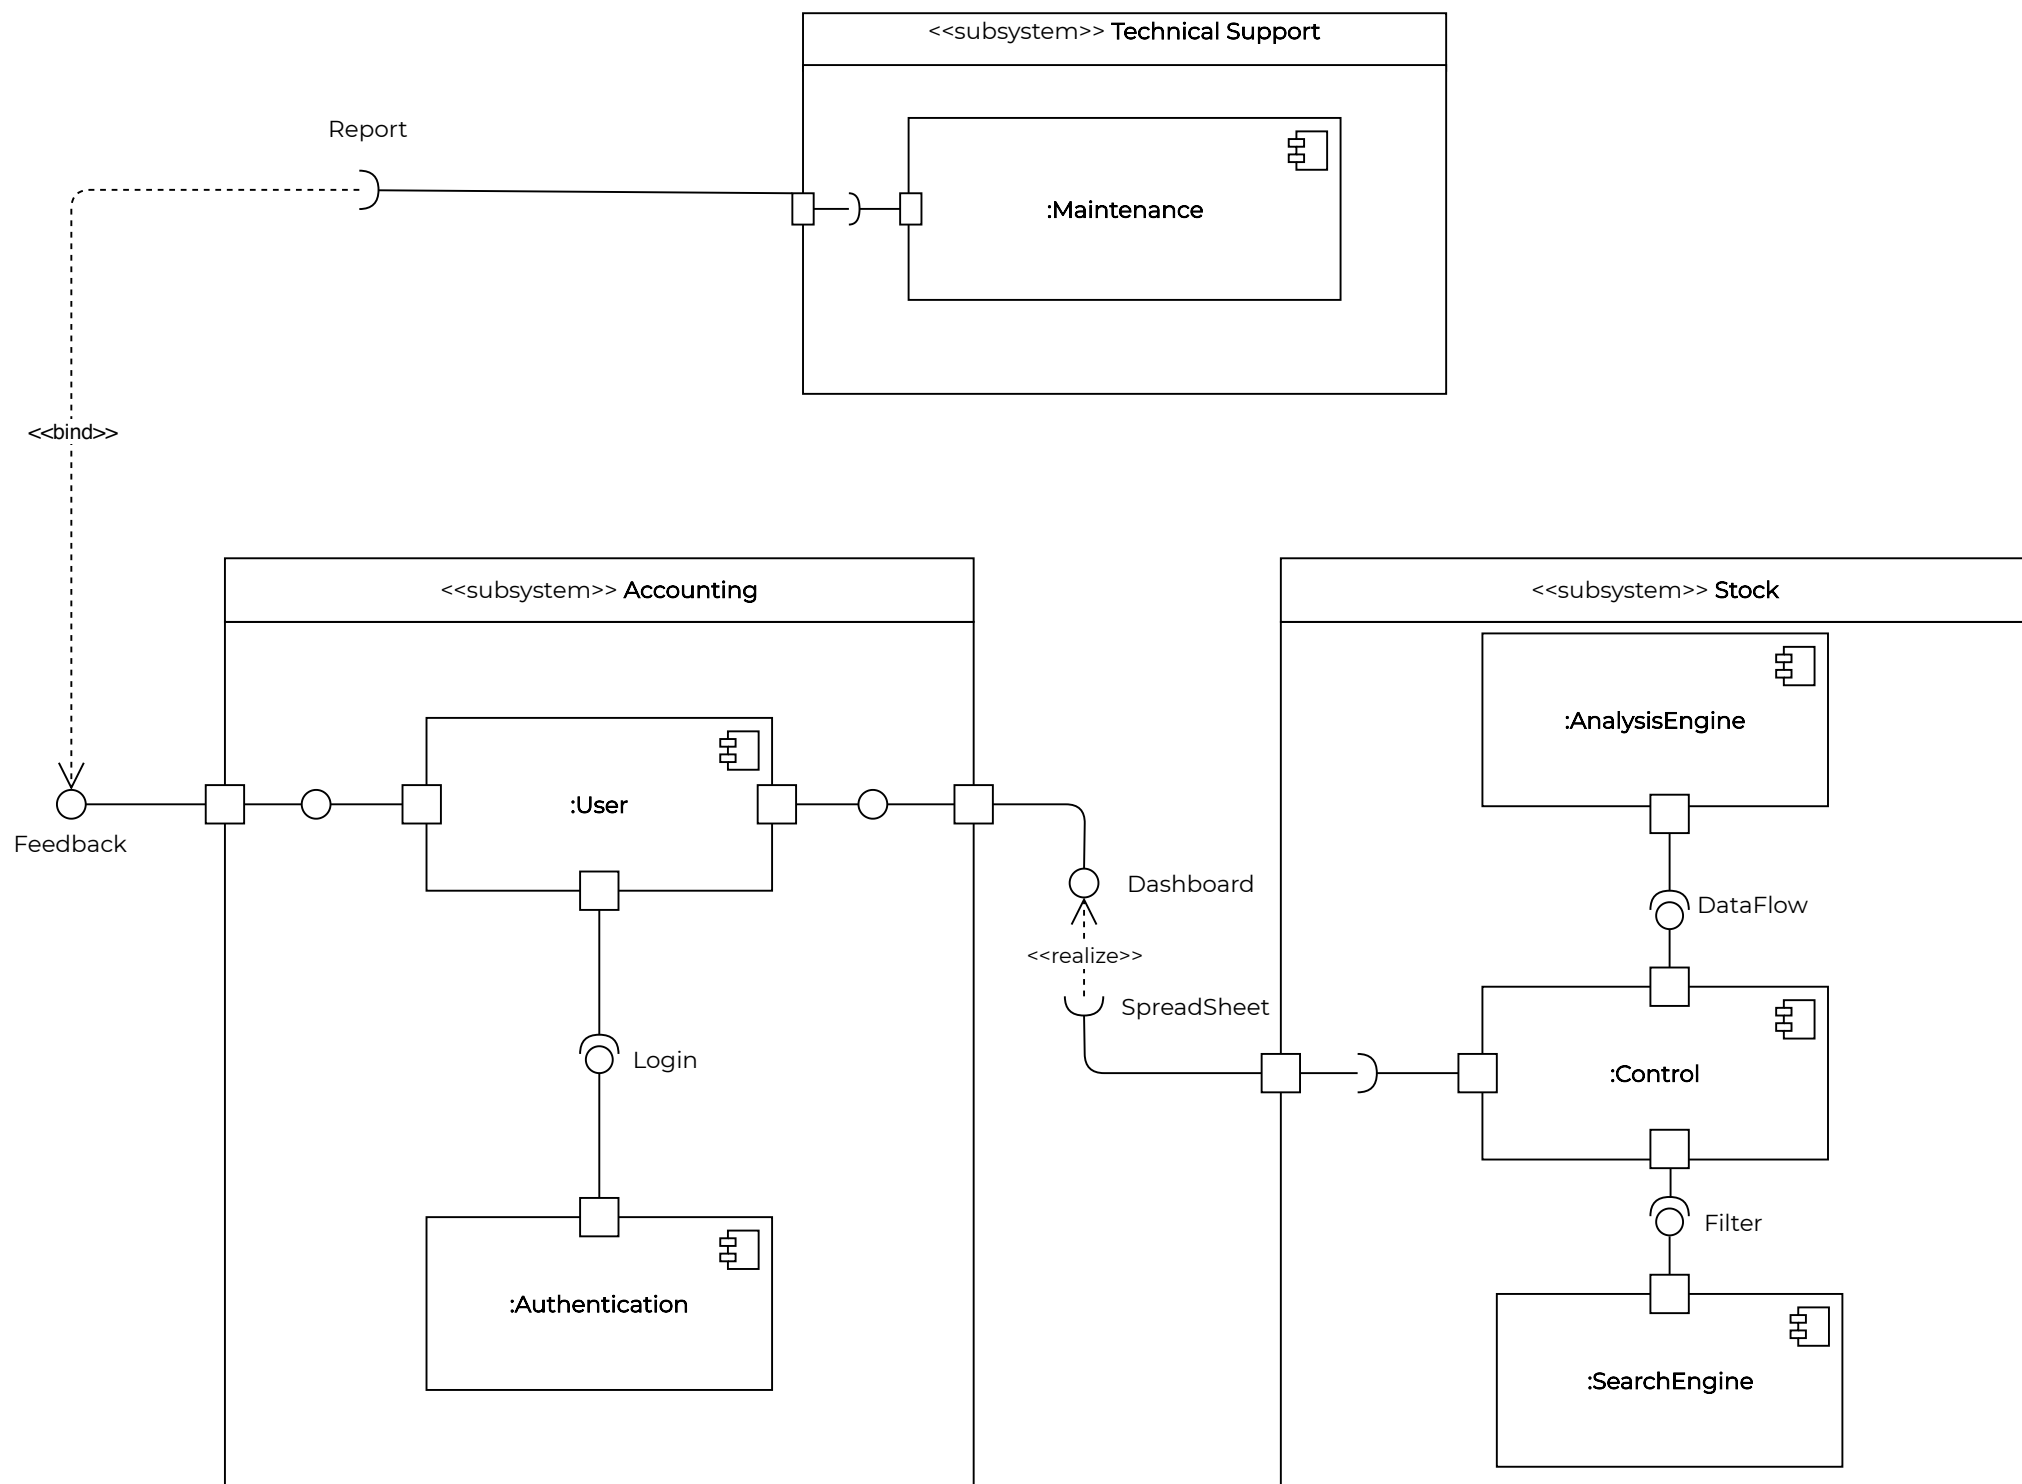 <<subsystem>> Technical Support
Report
:Maintenance
<<bind>>
<<subsystem>> Accounting
<<subsystem>> Stock
:AnalysisEngine
:User
Feedback
Dashboard
DataFlow
<<realize>>
SpreadSheet
Login
:Control
Filter
:Authentication
:SearchEngine